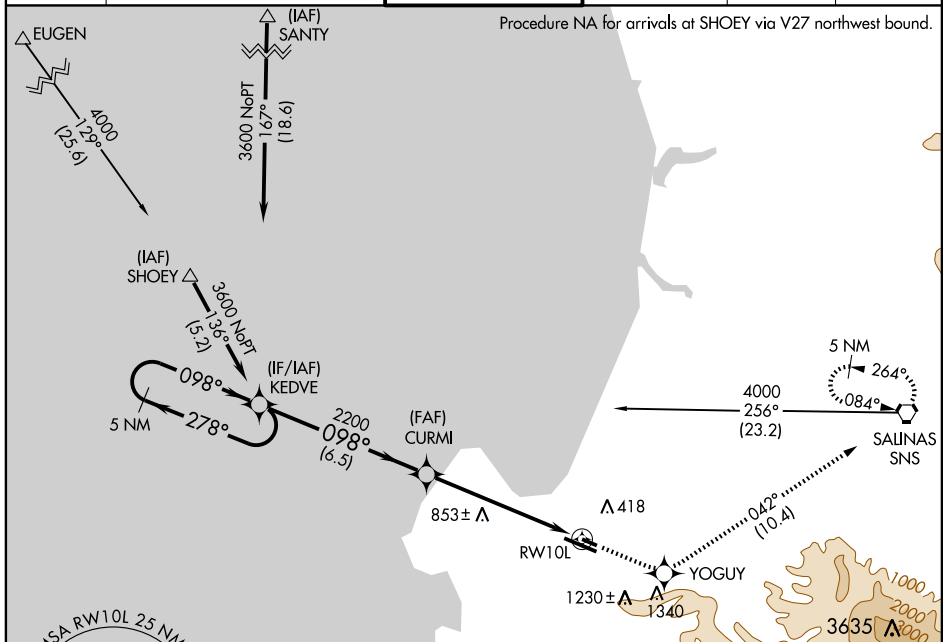 Procedure NA for arrivals at SHOEY via V27 northwest bound.
EUGEN
(IAF)
SANTY
4000
129°
(25.6)
3600 NoPT
167°
(18.6)
(IAF)
SHOEY
3600 NoPT
136°
(5.2)
(IF/IAF)
KEDVE
098°
278°
5 NM
2200
098°
(6.5)
(FAF)
CURMI
5 NM
264°
084°
4000
256°
(23.2)
SALINAS
SNS
853±
418
RW10L
042°
(10.4)
YOGUY
1230±
1340
1000
2000
3000
3635
MSA RW10L 25 NM